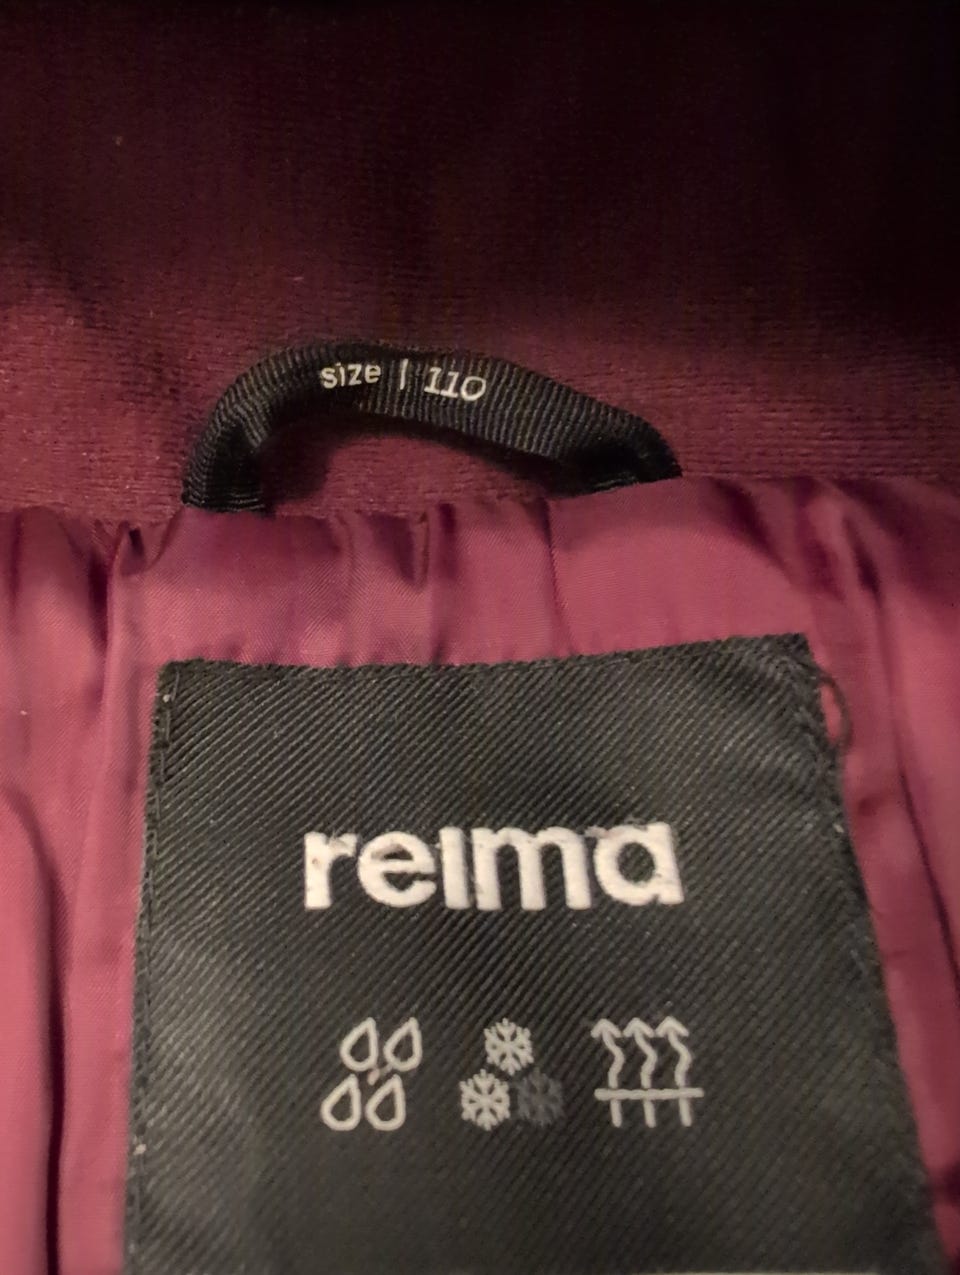 size | 110
reima